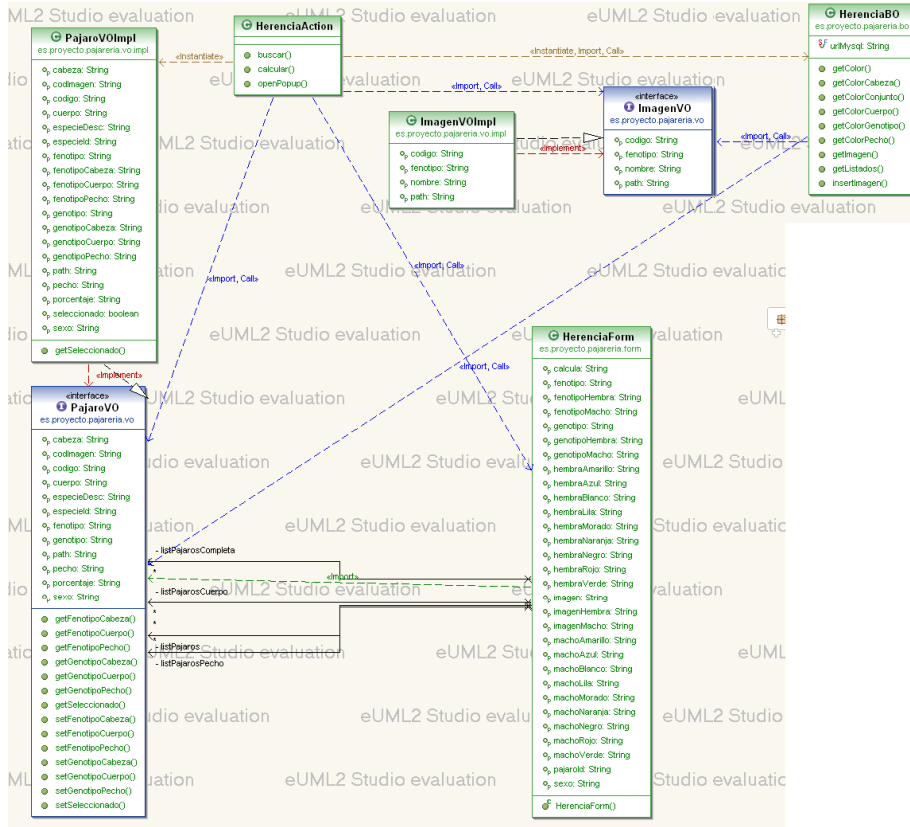 PajaroVOImpl
es.proyecto.pajareria.vo.impl
cabeza: String
codImagen: String
codigo: String
cuerpo: String
especieDesc: String
especieId: String
fenotipo: String
fenotipoCabeza: String
fenotipoCuerpo: String
fenotipoPecho: String
genotipo: String
genotipoCabeza: String
genotipoCuerpo: String
genotipoPecho: String
path: String
pecho: String
porcentaje: String
seleccionado: boolean
sexo: String
getSeleccionado()
HerenciaAction
buscar()
calcular()
openPopup()
HerenciaBO
es.proyecto.pajareria.bo
urlMysql: String
getColor()
getColorCabeza()
getColorConjunto()
getColorCuerpo()
getColorGenotipo()
getColorPecho()
getImagen()
getListados()
insertImagen()
«Instantiate»
«Instantiate, Import, Call»
«Import, Call»
ImagenVOImpl
es.proyecto.pajareria.vo.impl
codigo: String
fenotipo: String
nombre: String
path: String
«Implement»
«interface»
ImagenVO
es.proyecto.pajareria.vo
codigo: String
fenotipo: String
nombre: String
path: String
«Import, Call»
«Import, Call»
«Import, Call»
«Import, Call»
«Implement»
«interface»
PajaroVO
es.proyecto.pajareria.vo
cabeza: String
codImagen: String
codigo: String
cuerpo: String
especieDesc: String
especieId: String
fenotipo: String
genotipo: String
path: String
pecho: String
porcentaje: String
sexo: String
getFenotipoCabeza()
getFenotipoCuerpo()
getFenotipoPecho()
getGenotipoCabeza()
getGenotipoCuerpo()
getGenotipoPecho()
getSeleccionado()
setFenotipoCabeza()
setFenotipoCuerpo()
setFenotipoPecho()
setGenotipoCabeza()
setGenotipoCuerpo()
setGenotipoPecho()
setSeleccionado()
- listPajarosCompleta
*
«Import»
- listPajarosCuerpo
*
*
*
- listPajaros
- listPajarosPecho
HerenciaForm
es.proyecto.pajareria.form
calcula: String
fenotipo: String
fenotipoHembra: String
fenotipoMacho: String
genotipo: String
genotipoHembra: String
genotipoMacho: String
hembraAmarillo: String
hembraAzul: String
hembraBlanco: String
hembraLila: String
hembraMorado: String
hembraNaranja: String
hembraNegro: String
hembraRojo: String
hembraVerde: String
imagen: String
imagenHembra: String
imagenMacho: String
machoAmarillo: String
machoAzul: String
machoBlanco: String
machoLila: String
machoMorado: String
machoNaranja: String
machoNegro: String
machoRojo: String
machoVerde: String
pajaroId: String
sexo: String
HerenciaForm()
eUML2 Studio evaluation